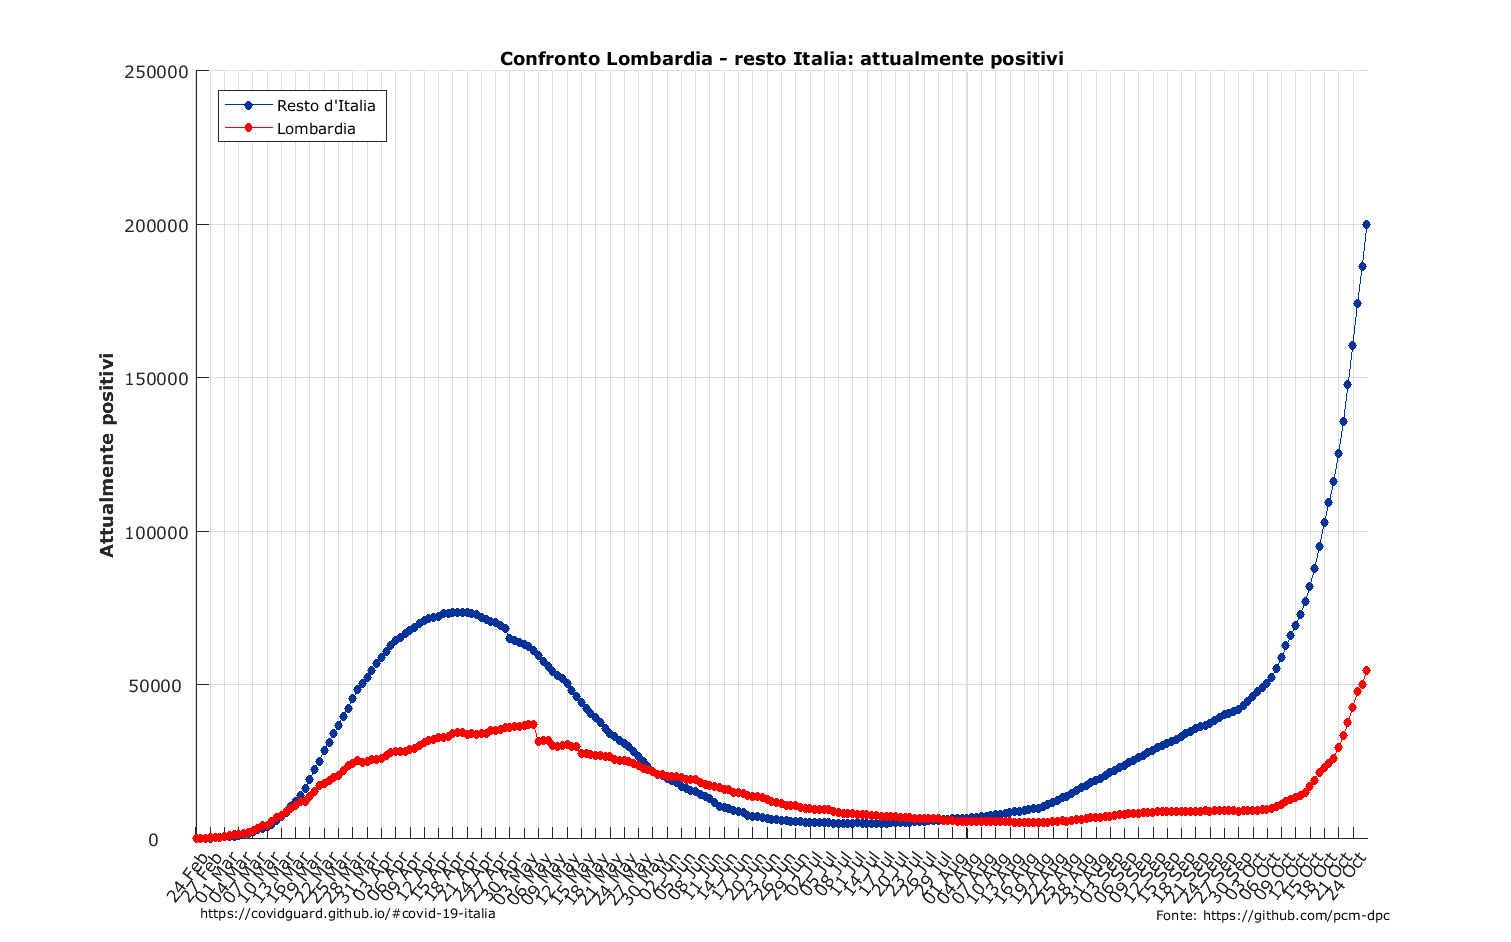 Confronto Lombardia - resto Italia: attualmente positivi
Resto d'Italia
Lombardia
Attualmente positivi
250000
200000
150000
100000
50000
0
24 Feb
27 Feb
01 Mar
04 Mar
07 Mar
10 Mar
13 Mar
16 Mar
19 Mar
22 Mar
25 Mar
28 Mar
31 Mar
03 Apr
06 Apr
09 Apr
12 Apr
15 Apr
18 Apr
21 Apr
24 Apr
27 Apr
30 Apr
03 May
06 May
09 May
12 May
15 May
18 May
21 May
24 May
27 May
30 May
02 Jun
05 Jun
08 Jun
11 Jun
14 Jun
17 Jun
20 Jun
23 Jun
26 Jun
29 Jun
02 Jul
05 Jul
08 Jul
11 Jul
14 Jul
17 Jul
20 Jul
23 Jul
26 Jul
29 Jul
01 Aug
04 Aug
07 Aug
10 Aug
13 Aug
16 Aug
19 Aug
22 Aug
25 Aug
28 Aug
31 Aug
03 Sep
06 Sep
09 Sep
12 Sep
15 Sep
18 Sep
21 Sep
24 Sep
27 Sep
30 Sep
03 Oct
06 Oct
09 Oct
12 Oct
15 Oct
18 Oct
21 Oct
24 Oct
https://covidguard.github.io/#covid-19-italia
Fonte: https://github.com/pcm-dpc